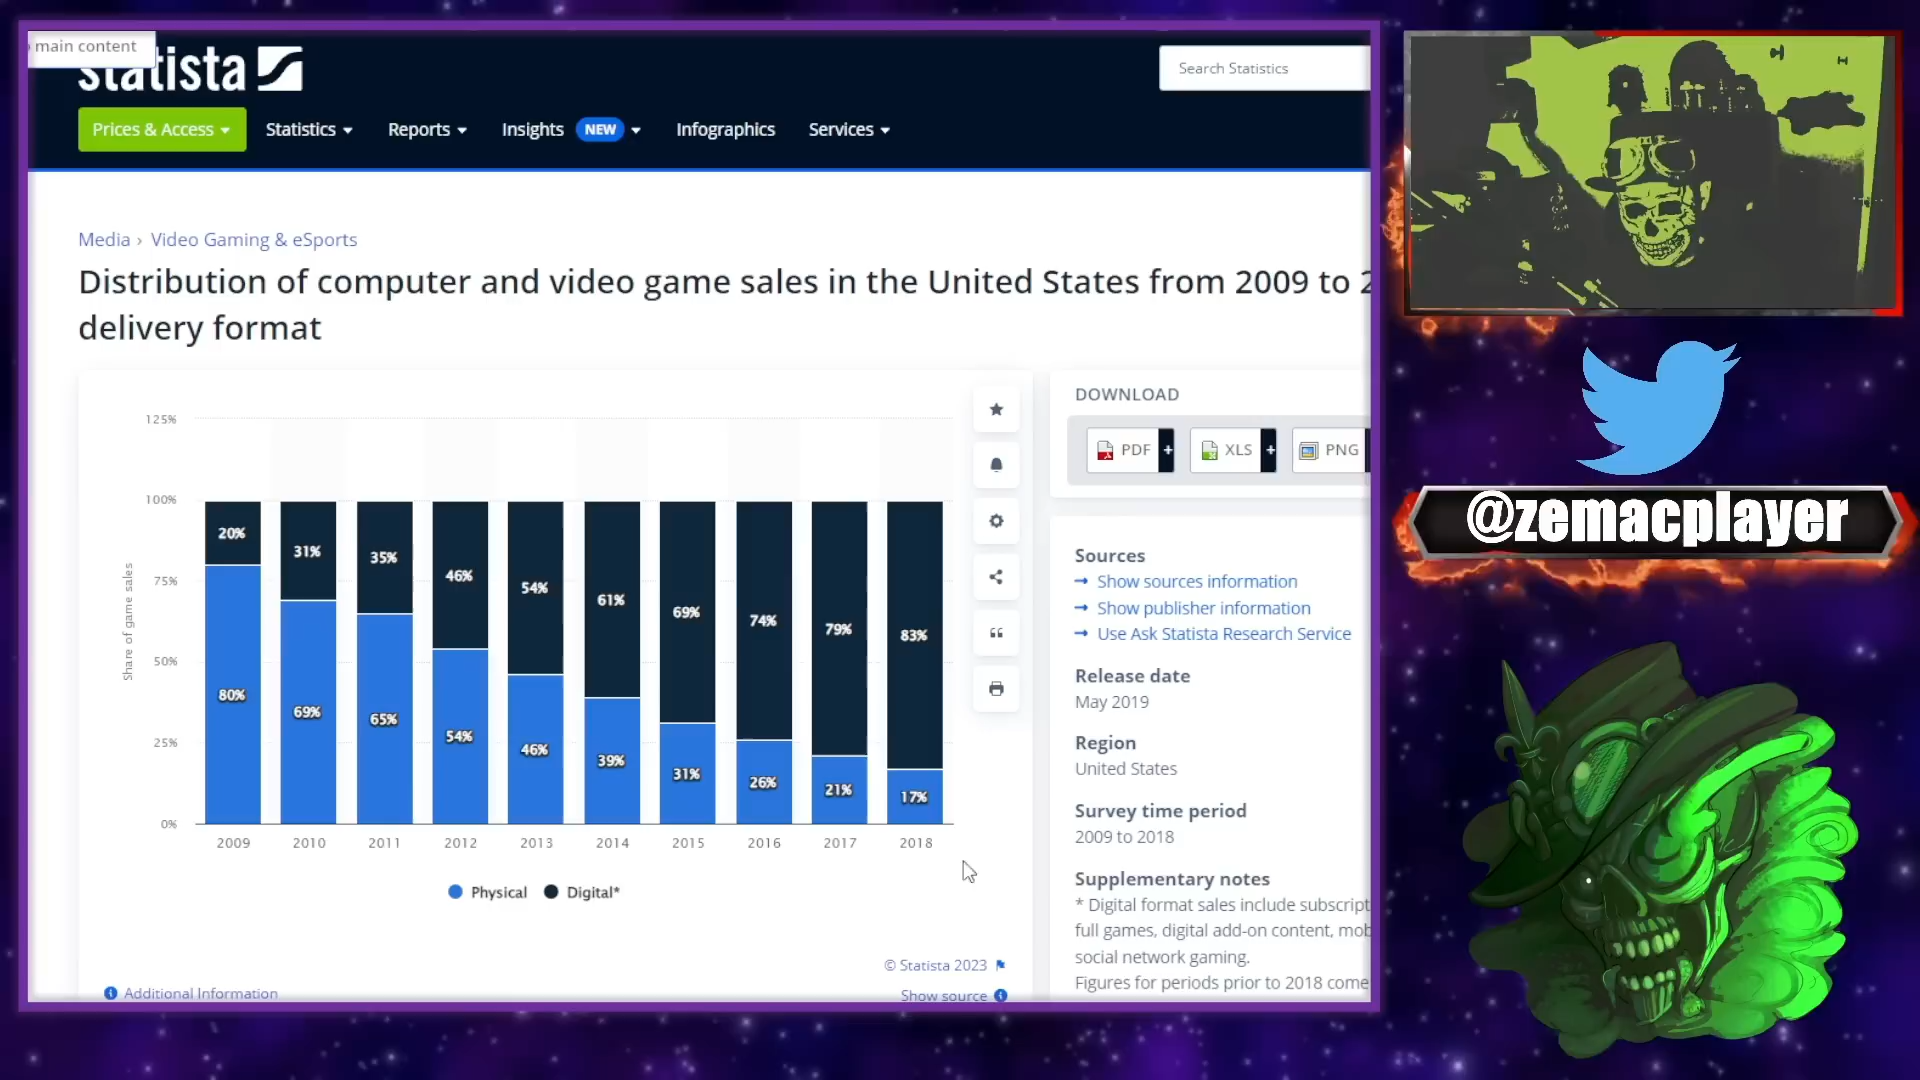 main content
statista
Search Statistics
Prices & Access
Statistics
Reports
Insights NEW
Infographics
Services
Media › Video Gaming & eSports
Distribution of computer and video game sales in the United States from 2009 to
delivery format
125%
100%
75%
50%
25%
0%
Share of game sales
20%
31%
35%
46%
54%
61%
69%
74%
79%
83%
80%
69%
65%
54%
46%
39%
31%
26%
21%
17%
2009
2010
2011
2012
2013
2014
2015
2016
2017
2018
Physical
Digital*
© Statista 2023
Additional Information
Show source
DOWNLOAD
PDF +
XLS +
PNG
Sources
→ Show sources information
→ Show publisher information
→ Use Ask Statista Research Service
Release date
May 2019
Region
United States
Survey time period
2009 to 2018
Supplementary notes
* Digital format sales include subscript
full games, digital add-on content, mob
social network gaming.
Figures for periods prior to 2018 come
@zemacplayer